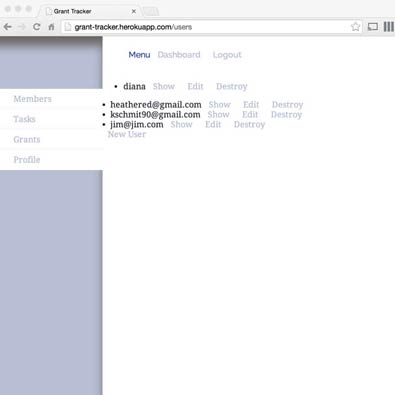 Grant Tracker
grant-tracker.herokuapp.com/users
Menu Dashboard Logout
diana Show Edit Destroy
Members
heathered@gmail.com Show Edit Destroy
kschmit90@gmail.com Show Edit Destroy
Tasks
jim@jim.com Show Edit Destroy
New User
Grants
Profile